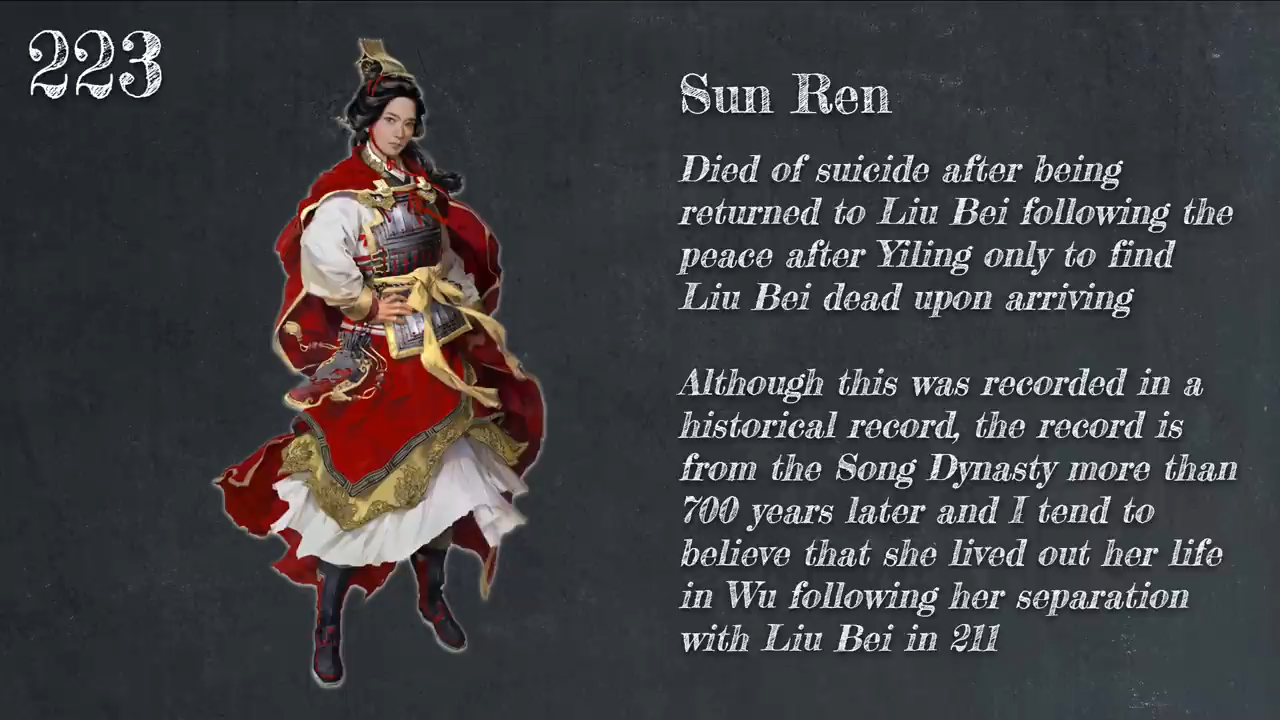 223
Sun Ren
Died of suicide after being
returned to Liu Bei following the
peace after Yiling only to find
Liu Bei dead upon arriving
Although this was recorded in a
historical record, the record is
from the Song Dynasty more than
700 years later and I tend to
believe that she lived out her life
in Wu following her separation
with Liu Bei in 211